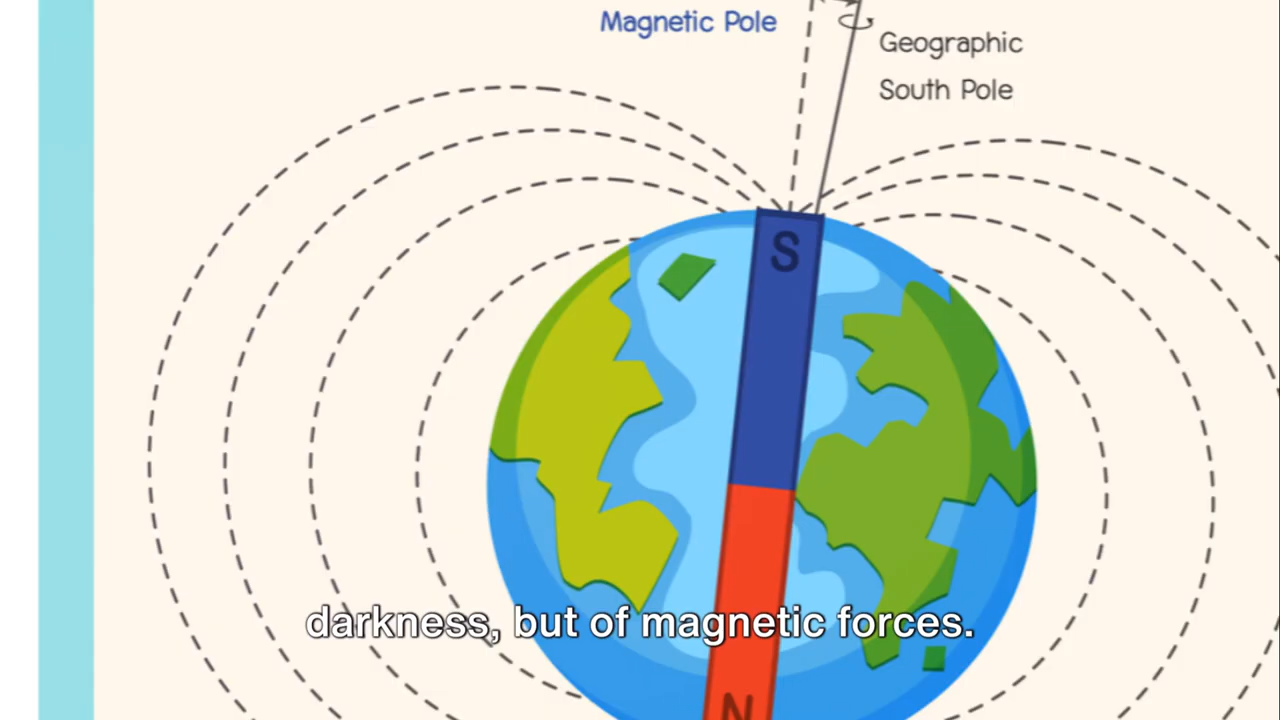 Magnetic Pole
Geographic
South Pole
S
darkness, but of magnetic forces.
N